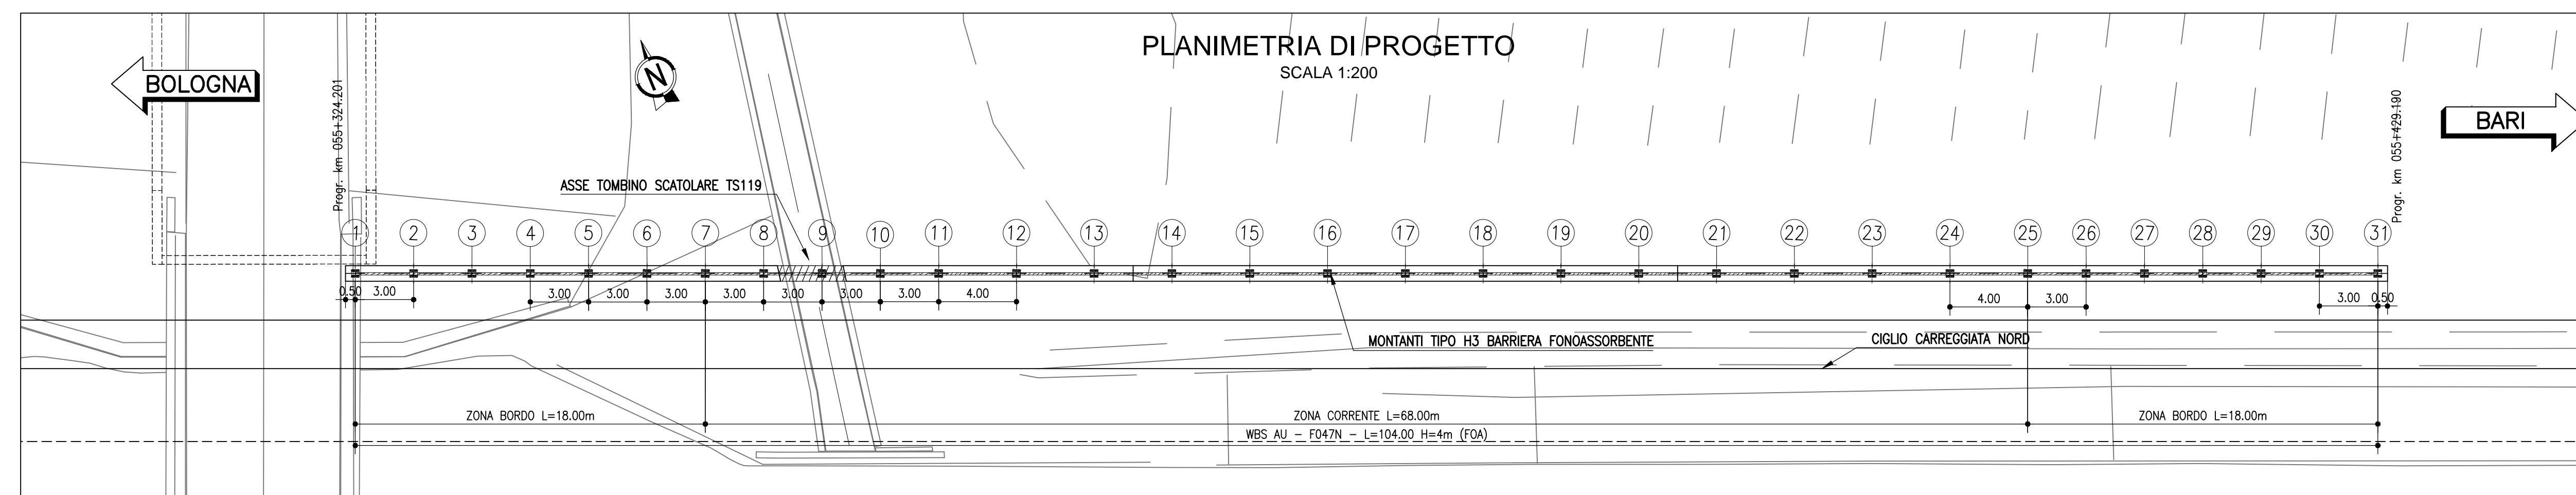 PLANIMETRIA DI PROGETTO
SCALA 1:200
BOLOGNA
N
BARI
Progr. km 055+324.201
Progr. km 055+429.190
ASSE TOMBINO SCATOLARE TS119
1 2 3 4 5 6 7 8 9 10 11 12 13 14 15 16 17 18 19 20 21 22 23 24 25 26 27 28 29 30 31
0.50 3.00 3.00 3.00 3.00 3.00 3.00 3.00 3.00 4.00 4.00 3.00 3.00 0.50
MONTANTI TIPO H3 BARRIERA FONOASSORBENTE
CIGLIO CARREGGIATA NORD
ZONA BORDO L=18.00m
ZONA CORRENTE L=68.00m
ZONA BORDO L=18.00m
WBS AU - F047N - L=104.00 H=4m (FOA)